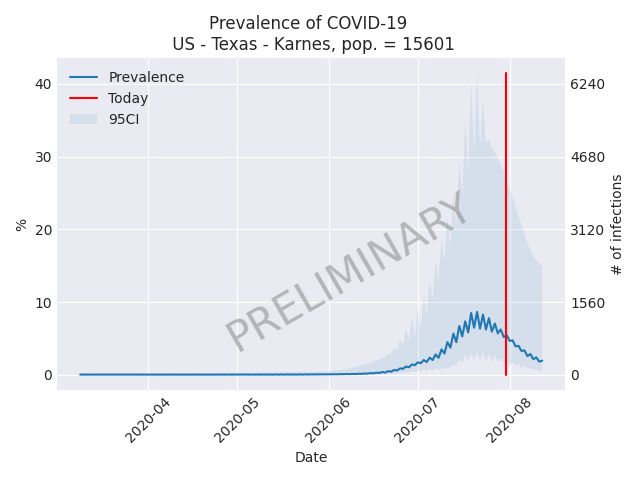 Prevalence of COVID-19
US - Texas - Karnes, pop. = 15601
Prevalence
Today
95CI
40
30
20
10
0
%
6240
4680
3120
1560
0
# of infections
PRELIMINARY
2020-04
2020-05
2020-06
2020-07
2020-08
Date